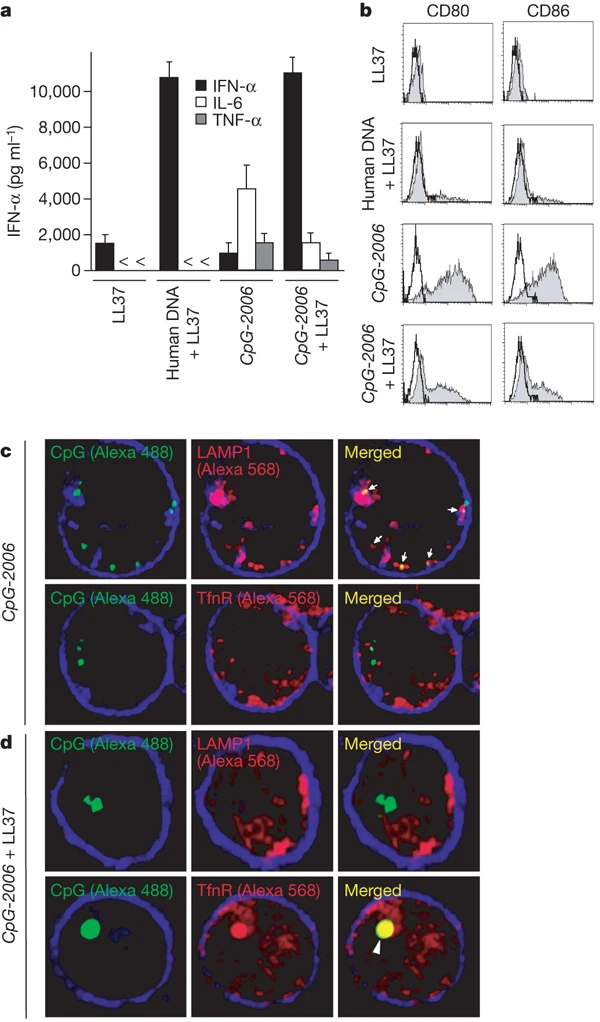 a
IFN-α (pg ml⁻¹)
10,000
8,000
6,000
4,000
2,000
0
IFN-α
IL-6
TNF-α
< <
< <
LL37
Human DNA
+ LL37
CpG-2006
CpG-2006
+ LL37
b
CD80
CD86
LL37
Human DNA
+ LL37
CpG-2006
CpG-2006
+ LL37
c
CpG-2006
CpG (Alexa 488)
LAMP1
(Alexa 568)
Merged
CpG (Alexa 488)
TfnR (Alexa 568)
Merged
d
CpG-2006 + LL37
CpG (Alexa 488)
LAMP1
(Alexa 568)
Merged
CpG (Alexa 488)
TfnR (Alexa 568)
Merged